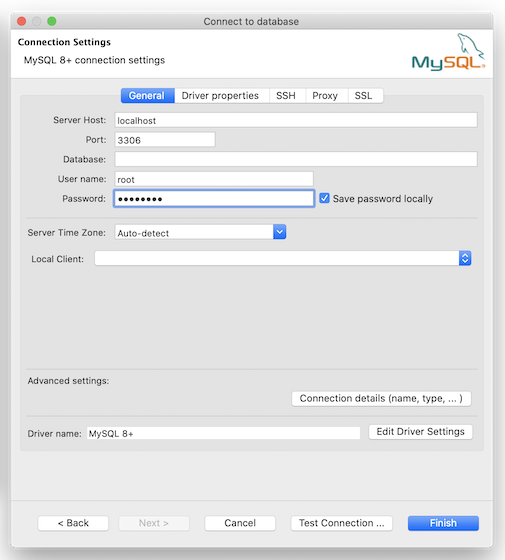 Connect to database
Connection Settings
MySQL 8+ connection settings
MySQL
General Driver properties SSH Proxy SSL
Server Host: localhost
Port: 3306
Database:
User name: root
Password: ●●●●●●●● Save password locally
Server Time Zone: Auto-detect
Local Client:
Advanced settings:
Connection details (name, type, ... )
Driver name: MySQL 8+ Edit Driver Settings
< Back Next > Cancel Test Connection ... Finish